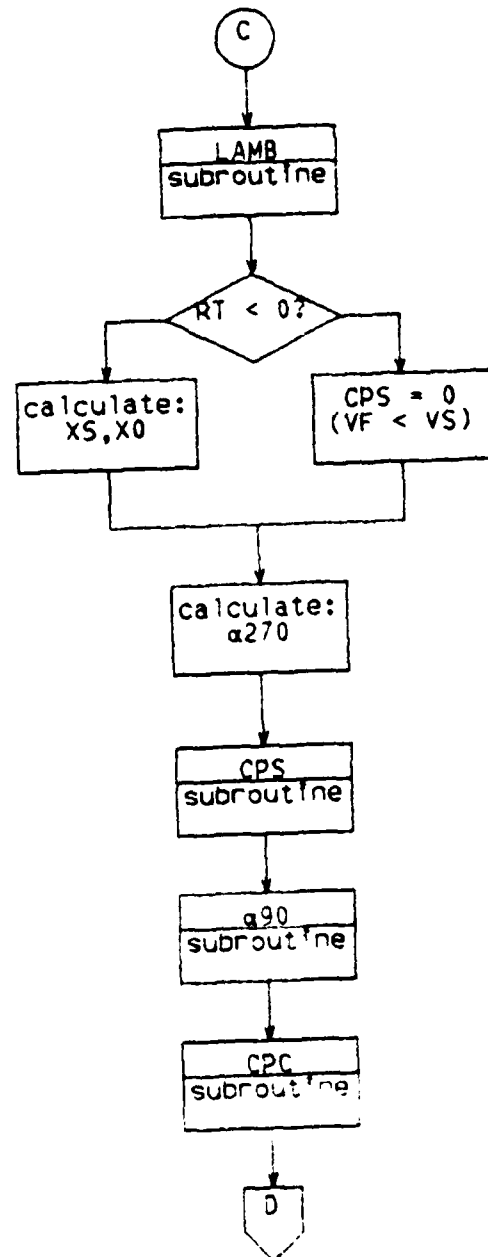 C
LAMB
subroutine
RT < 0?
calculate:
XS,X0
CPS = 0
(VF < VS)
calculate:
α270
CPS
subroutine
α90
subroutine
CPC
subroutine
D